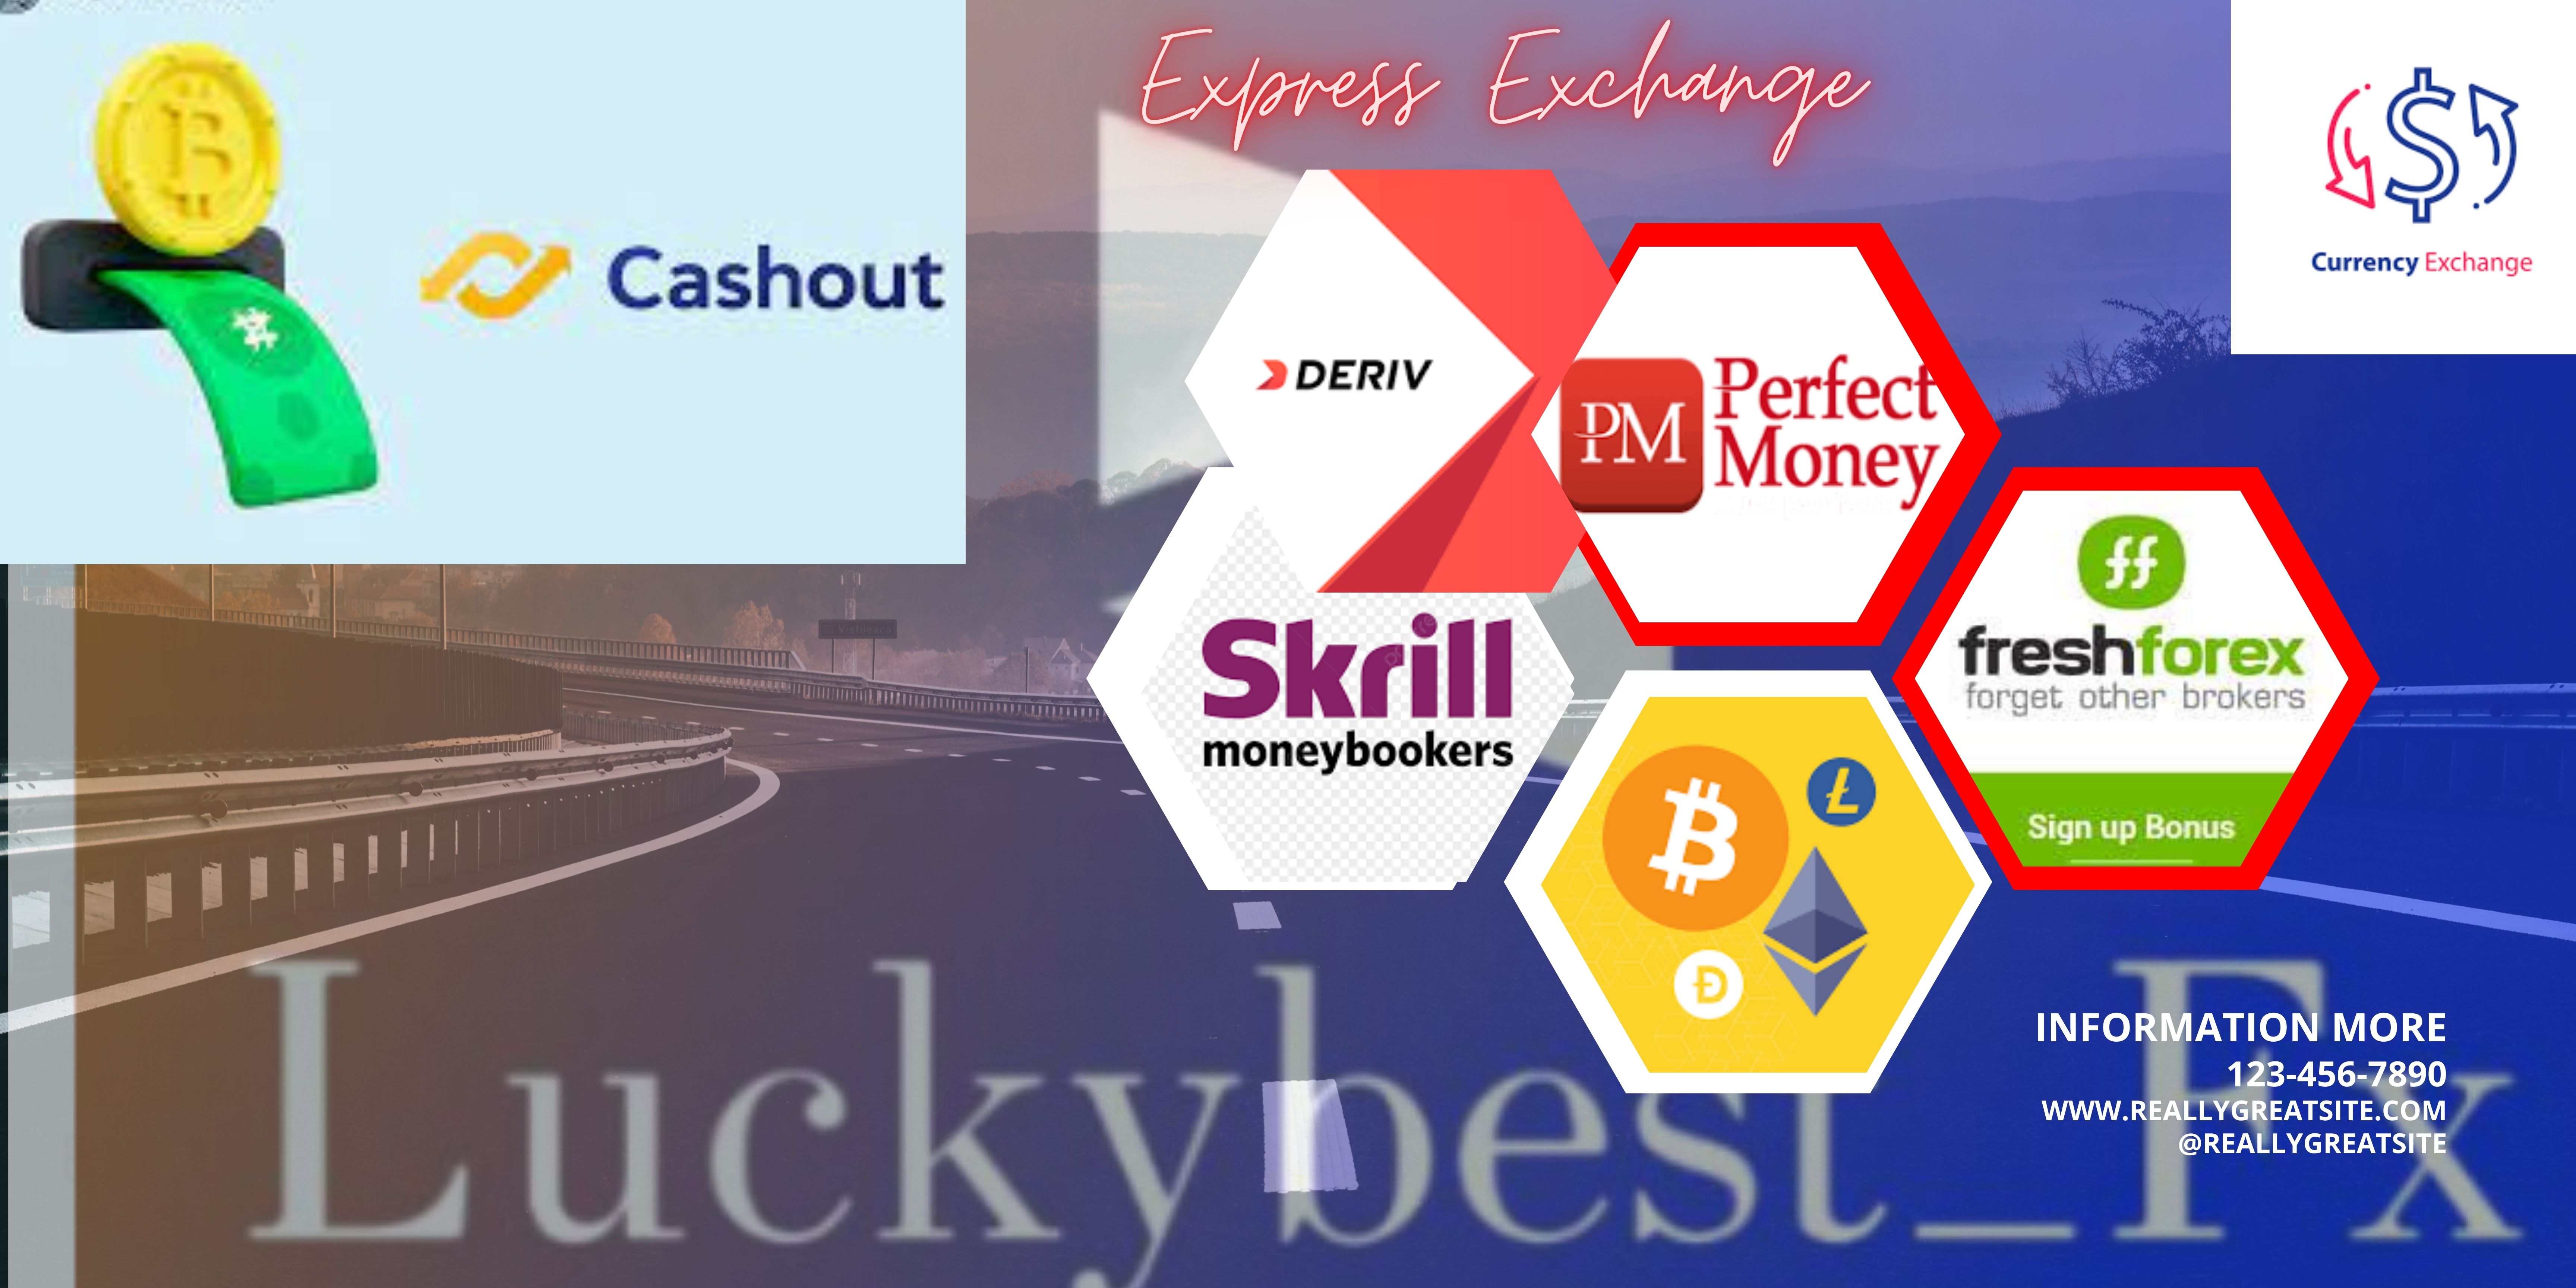 Express Exchange
Cashout
Currency Exchange
DERIV
PM
Perfect
Money
ff
freshforex
forget other brokers
Sign up Bonus
Skrill
moneybookers
INFORMATION MORE
123-456-7890
WWW.REALLYGREATSITE.COM
@REALLYGREATSITE
Luckybest_Fx